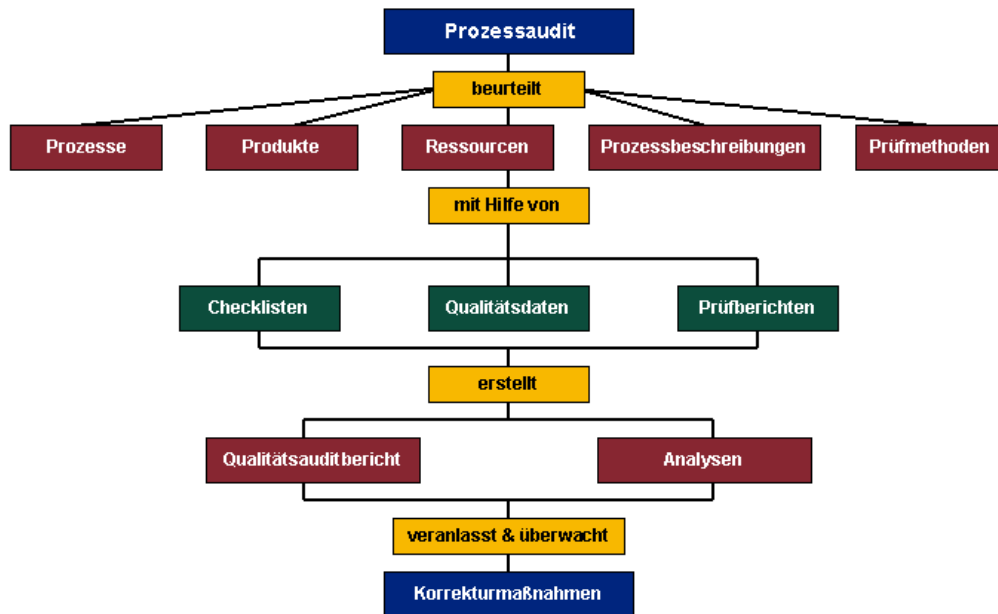 Prozessaudit
beurteilt
Prozesse
Produkte
Ressourcen
Prozessbeschreibungen
Prüfmethoden
mit Hilfe von
Checklisten
Qualitätsdaten
Prüfberichten
erstellt
Qualitätsauditbericht
Analysen
veranlasst & überwacht
Korrekturmaßnahmen